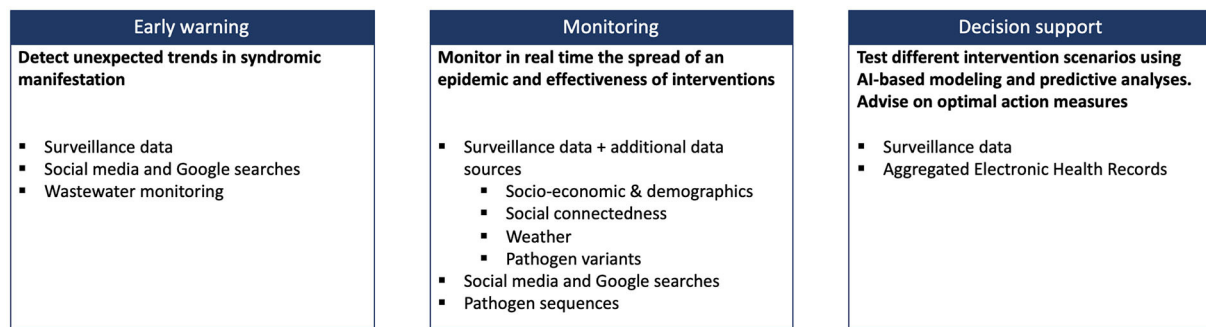 Early warning
Detect unexpected trends in syndromic
manifestation
▪ Surveillance data
▪ Social media and Google searches
▪ Wastewater monitoring
Monitoring
Monitor in real time the spread of an
epidemic and effectiveness of interventions
▪ Surveillance data + additional data
sources
▪ Socio-economic & demographics
▪ Social connectedness
▪ Weather
▪ Pathogen variants
▪ Social media and Google searches
▪ Pathogen sequences
Decision support
Test different intervention scenarios using
AI-based modeling and predictive analyses.
Advise on optimal action measures
▪ Surveillance data
▪ Aggregated Electronic Health Records